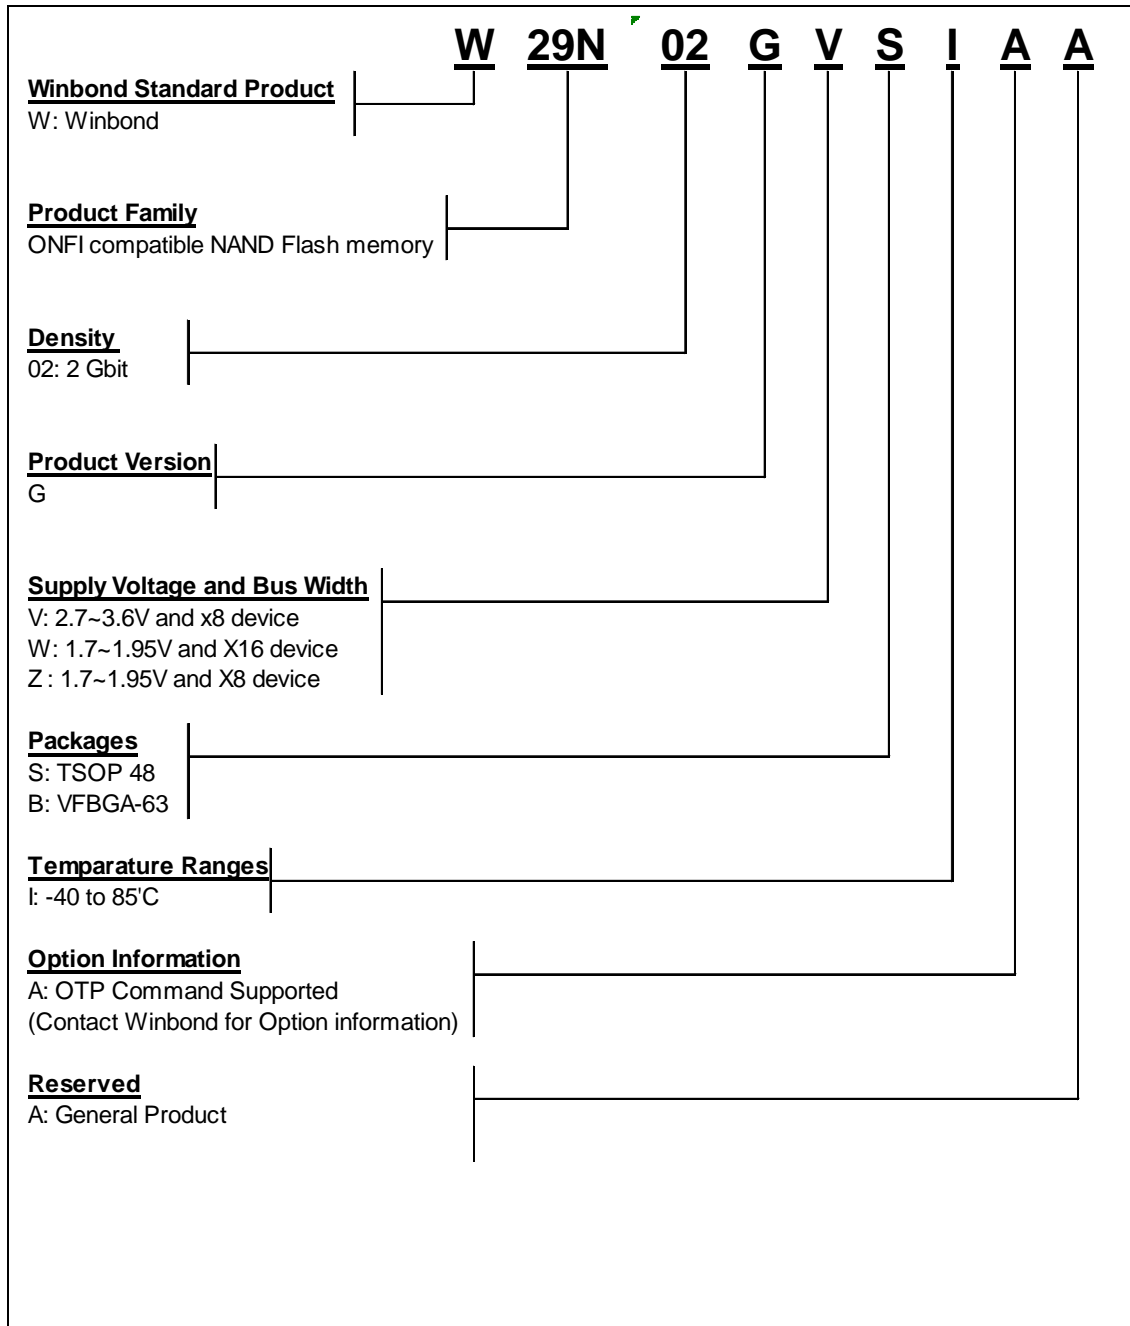 W 29N 02 G V S I A A
Winbond Standard Product
W: Winbond
Product Family
ONFI compatible NAND Flash memory
Density
02: 2 Gbit
Product Version
G
Supply Voltage and Bus Width
V: 2.7~3.6V and x8 device
W: 1.7~1.95V and X16 device
Z : 1.7~1.95V and X8 device
Packages
S: TSOP 48
B: VFBGA-63
Temparature Ranges
I: -40 to 85'C
Option Information
A: OTP Command Supported
(Contact Winbond for Option information)
Reserved
A: General Product